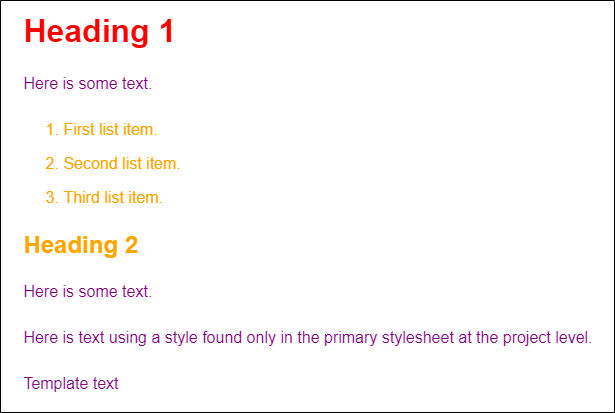 Heading 1
Here is some text.
1. First list item.
2. Second list item.
3. Third list item.
Heading 2
Here is some text.
Here is text using a style found only in the primary stylesheet at the project level.
Template text